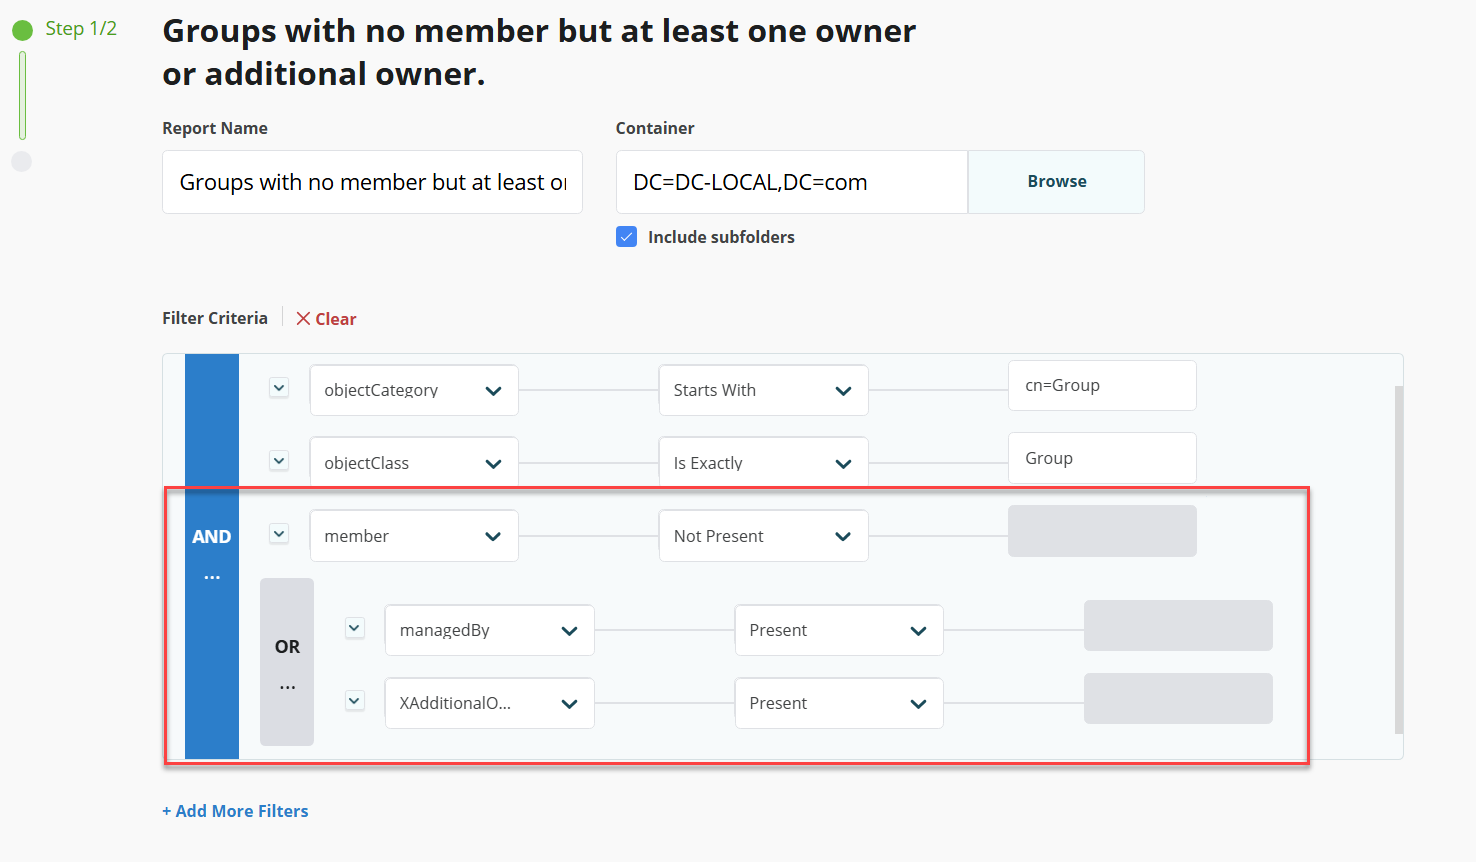 Step 1/2
Groups with no member but at least one owner
or additional owner.
Report Name
Container
Groups with no member but at least or
DC=DC-LOCAL,DC=com
Browse
Include subfolders
Filter Criteria
Clear
objectCategory
Starts With
cn=Group
objectClass
Is Exactly
Group
AND
...
member
Not Present
OR
...
managedBy
Present
XAdditionalO...
Present
+ Add More Filters